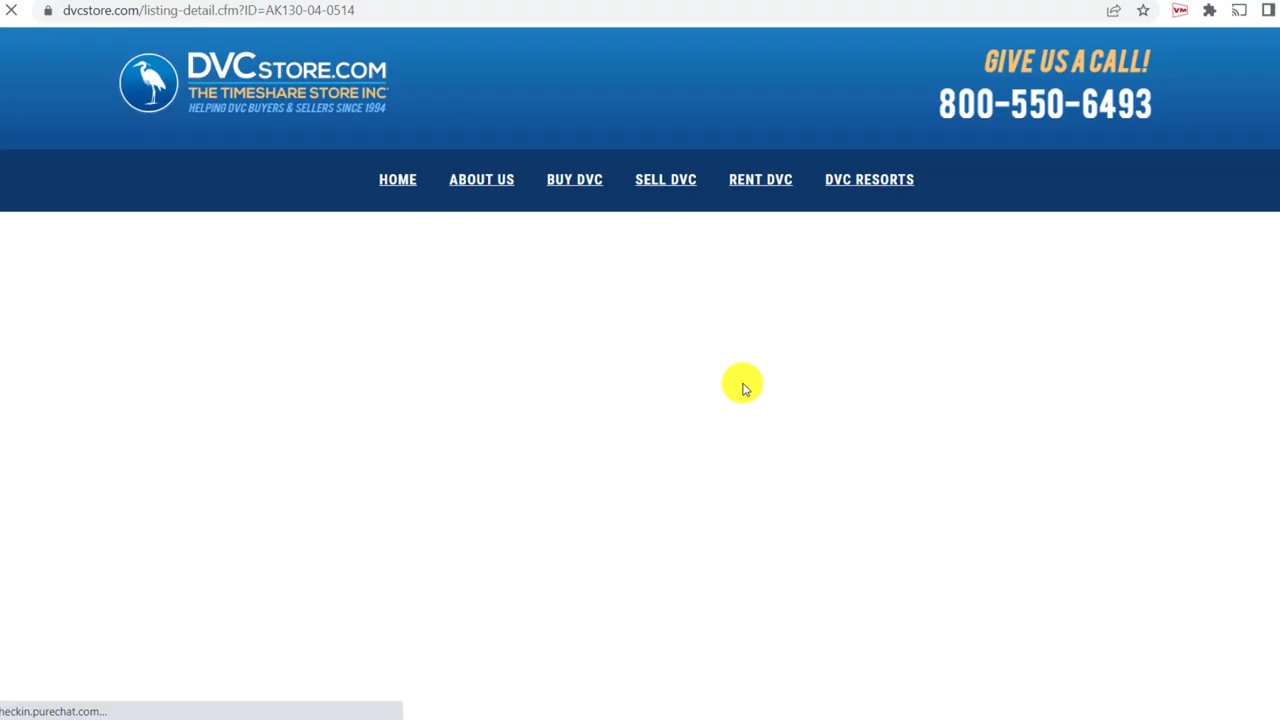 dvcstore.com/listing-detail.cfm?ID=AK130-04-0514
VM
DVCSTORE.COM
THE TIMESHARE STORE INC
HELPING DVC BUYERS & SELLERS SINCE 1994
GIVE US A CALL!
800-550-6493
HOME ABOUT US BUY DVC SELL DVC RENT DVC DVC RESORTS
heckin.purechat.com...